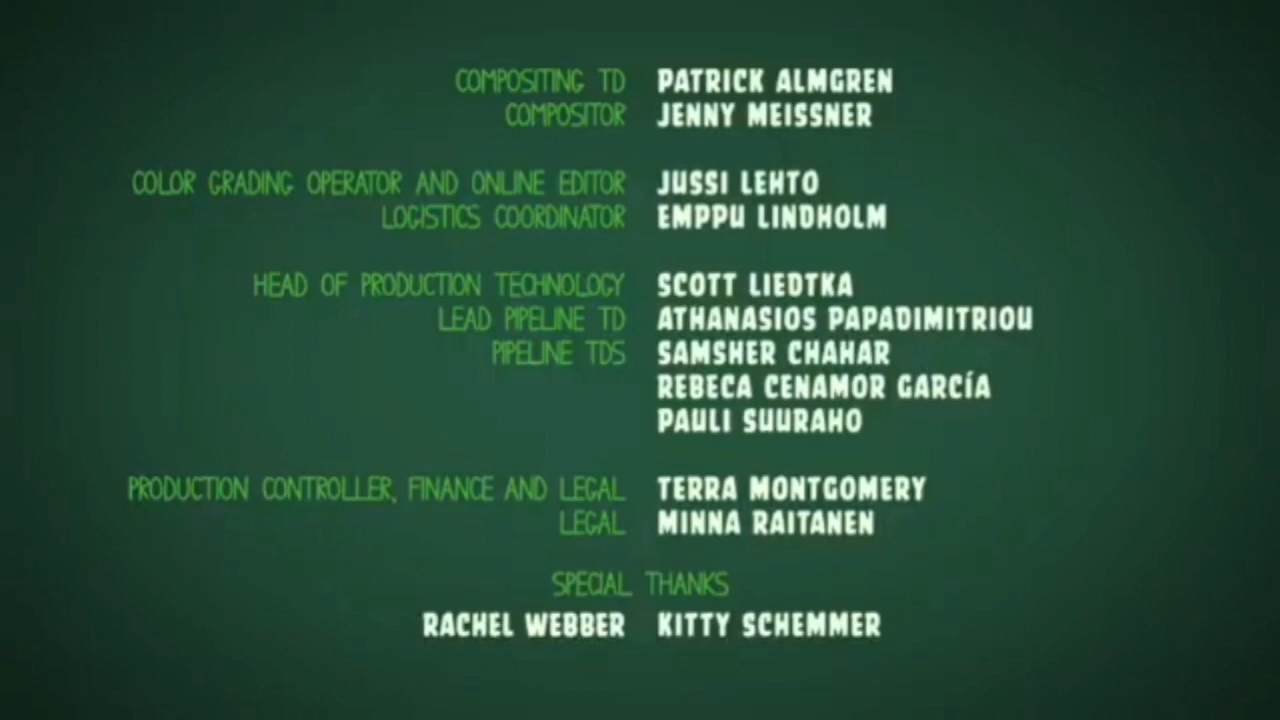 COMPOSITING TD PATRICK ALMGREN
COMPOSITOR JENNY MEISSNER
COLOR GRADING OPERATOR AND ONLINE EDITOR JUSSI LEHTO
LOGISTICS COORDINATOR EMPPU LINDHOLM
HEAD OF PRODUCTION TECHNOLOGY SCOTT LIEDTKA
LEAD PIPELINE TD ATHANASIOS PAPADIMITRIOU
PIPELINE TDS SAMSHER CHAHAR
REBECA CENAMOR GARCÍA
PAULI SUURAHO
PRODUCTION CONTROLLER, FINANCE AND LEGAL TERRA MONTGOMERY
LEGAL MINNA RAITANEN
SPECIAL THANKS
RACHEL WEBBER KITTY SCHEMMER